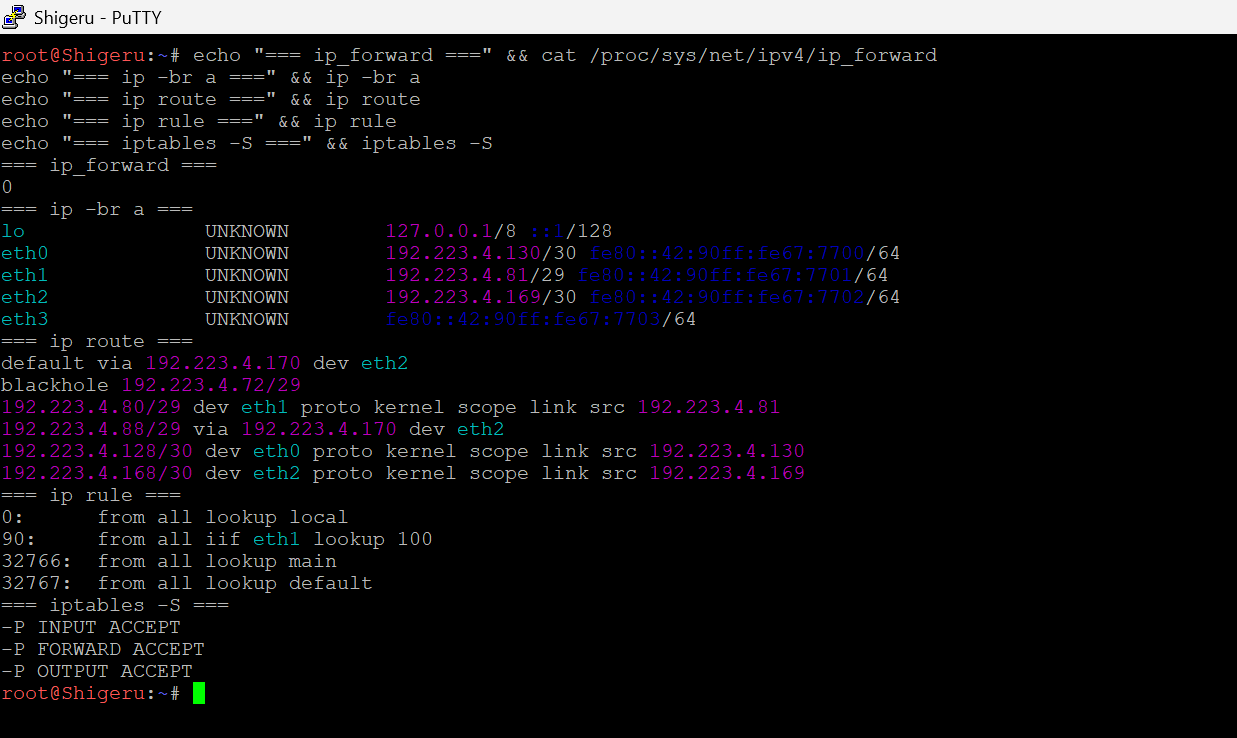 Shigeru - PuTTY
root@Shigeru:~# echo "=== ip_forward ===" && cat /proc/sys/net/ipv4/ip_forward
echo "=== ip -br a ===" && ip -br a
echo "=== ip route ===" && ip route
echo "=== ip rule ===" && ip rule
echo "=== iptables -S ===" && iptables -S
=== ip_forward ===
0
=== ip -br a ===
lo               UNKNOWN        127.0.0.1/8 ::1/128
eth0             UNKNOWN        192.223.4.130/30 fe80::42:90ff:fe67:7700/64
eth1             UNKNOWN        192.223.4.81/29 fe80::42:90ff:fe67:7701/64
eth2             UNKNOWN        192.223.4.169/30 fe80::42:90ff:fe67:7702/64
eth3             UNKNOWN        fe80::42:90ff:fe67:7703/64
=== ip route ===
default via 192.223.4.170 dev eth2
blackhole 192.223.4.72/29
192.223.4.80/29 dev eth1 proto kernel scope link src 192.223.4.81
192.223.4.88/29 via 192.223.4.170 dev eth2
192.223.4.128/30 dev eth0 proto kernel scope link src 192.223.4.130
192.223.4.168/30 dev eth2 proto kernel scope link src 192.223.4.169
=== ip rule ===
0:      from all lookup local
90:     from all iif eth1 lookup 100
32766:  from all lookup main
32767:  from all lookup default
=== iptables -S ===
-P INPUT ACCEPT
-P FORWARD ACCEPT
-P OUTPUT ACCEPT
root@Shigeru:~#